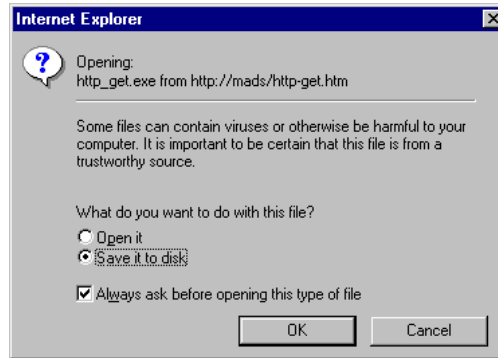 Internet Explorer
Opening:
http_get.exe from http://mads/http-get.htm
Some files can contain viruses or otherwise be harmful to your
computer. It is important to be certain that this file is from a
trustworthy source.
What do you want to do with this file?
Open it
Save it to disk
Always ask before opening this type of file
OK Cancel